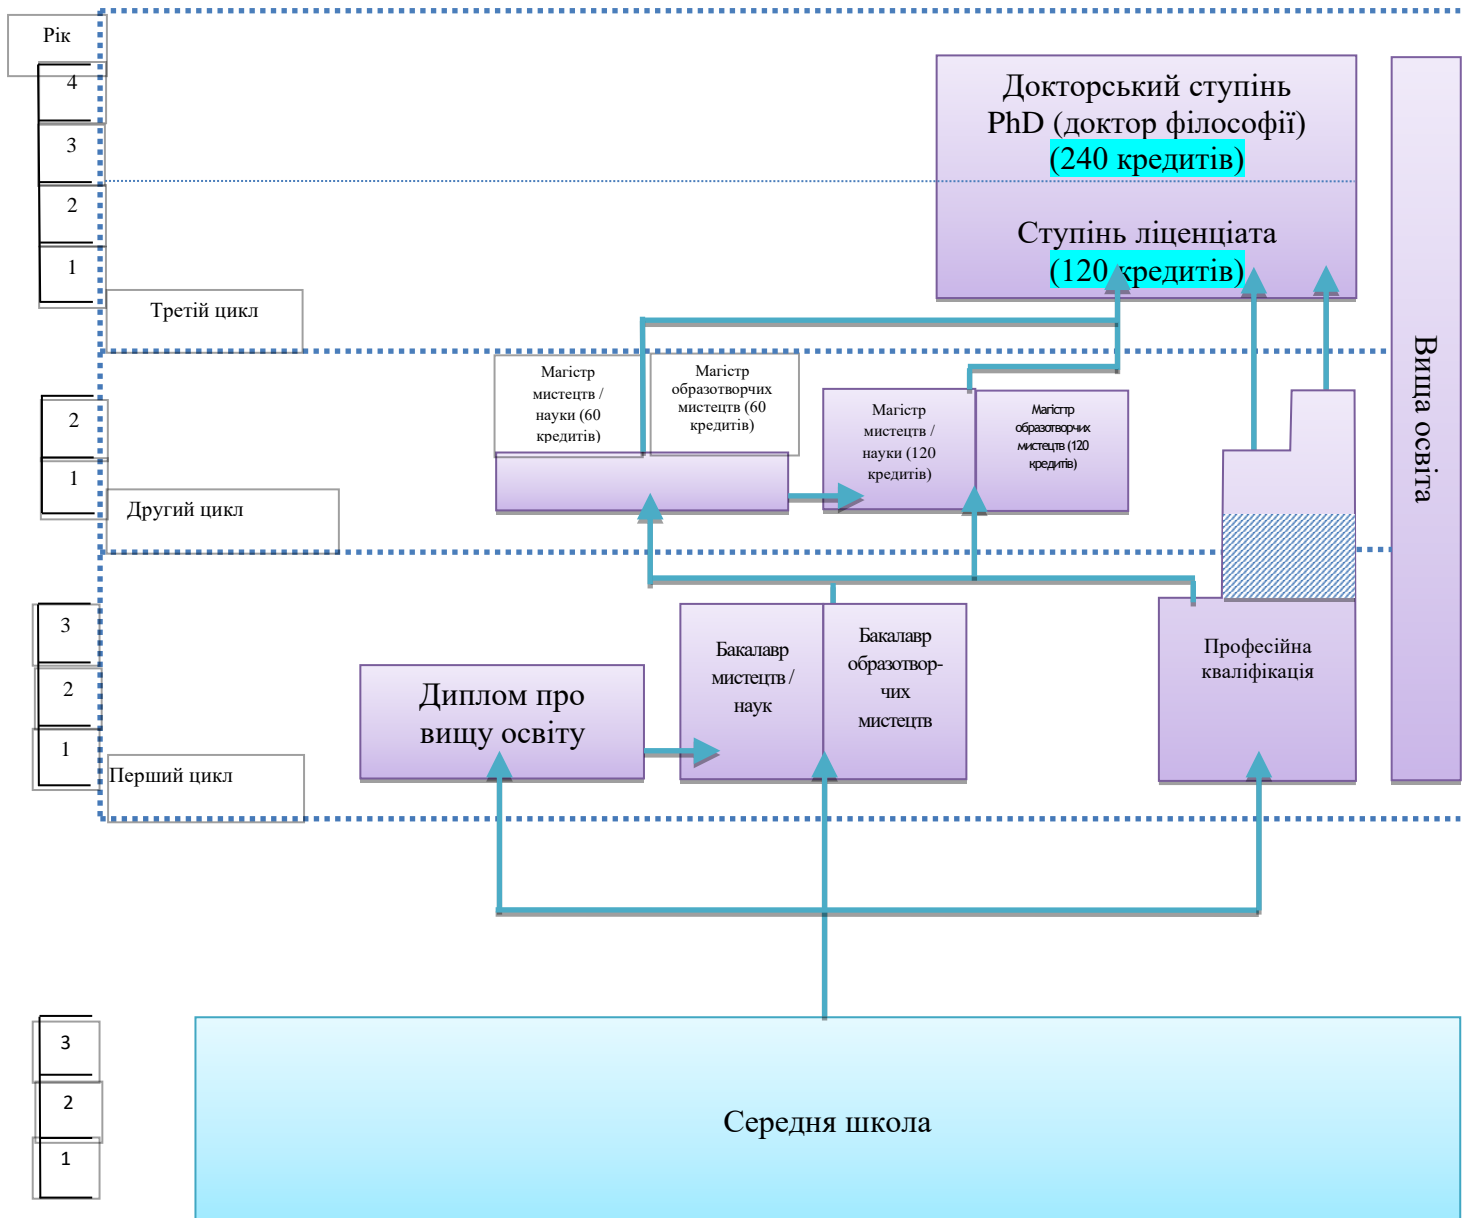 Рік
4
3
2
1
Докторський ступінь
PhD (доктор філософії)
(240 кредитів)
Ступінь ліценціата
(120 кредитів)
Третій цикл
Вища освіта
2
1
Магістр
мистецтв /
науки (60
кредитів)
Магістр
образотворчих
мистецтв (60
кредитів)
Магістр
мистецтв /
науки (120
кредитів)
Магісттр
образотворчих
мистецтв (120
кредитів)
Другий цикл
3
2
1
Диплом про
вищу освіту
Бакалавр
мистецтв /
наук
Бакалавр
образотвор-
чих
мистецтв
Професійна
кваліфікація
Перший цикл
3
2
1
Середня школа